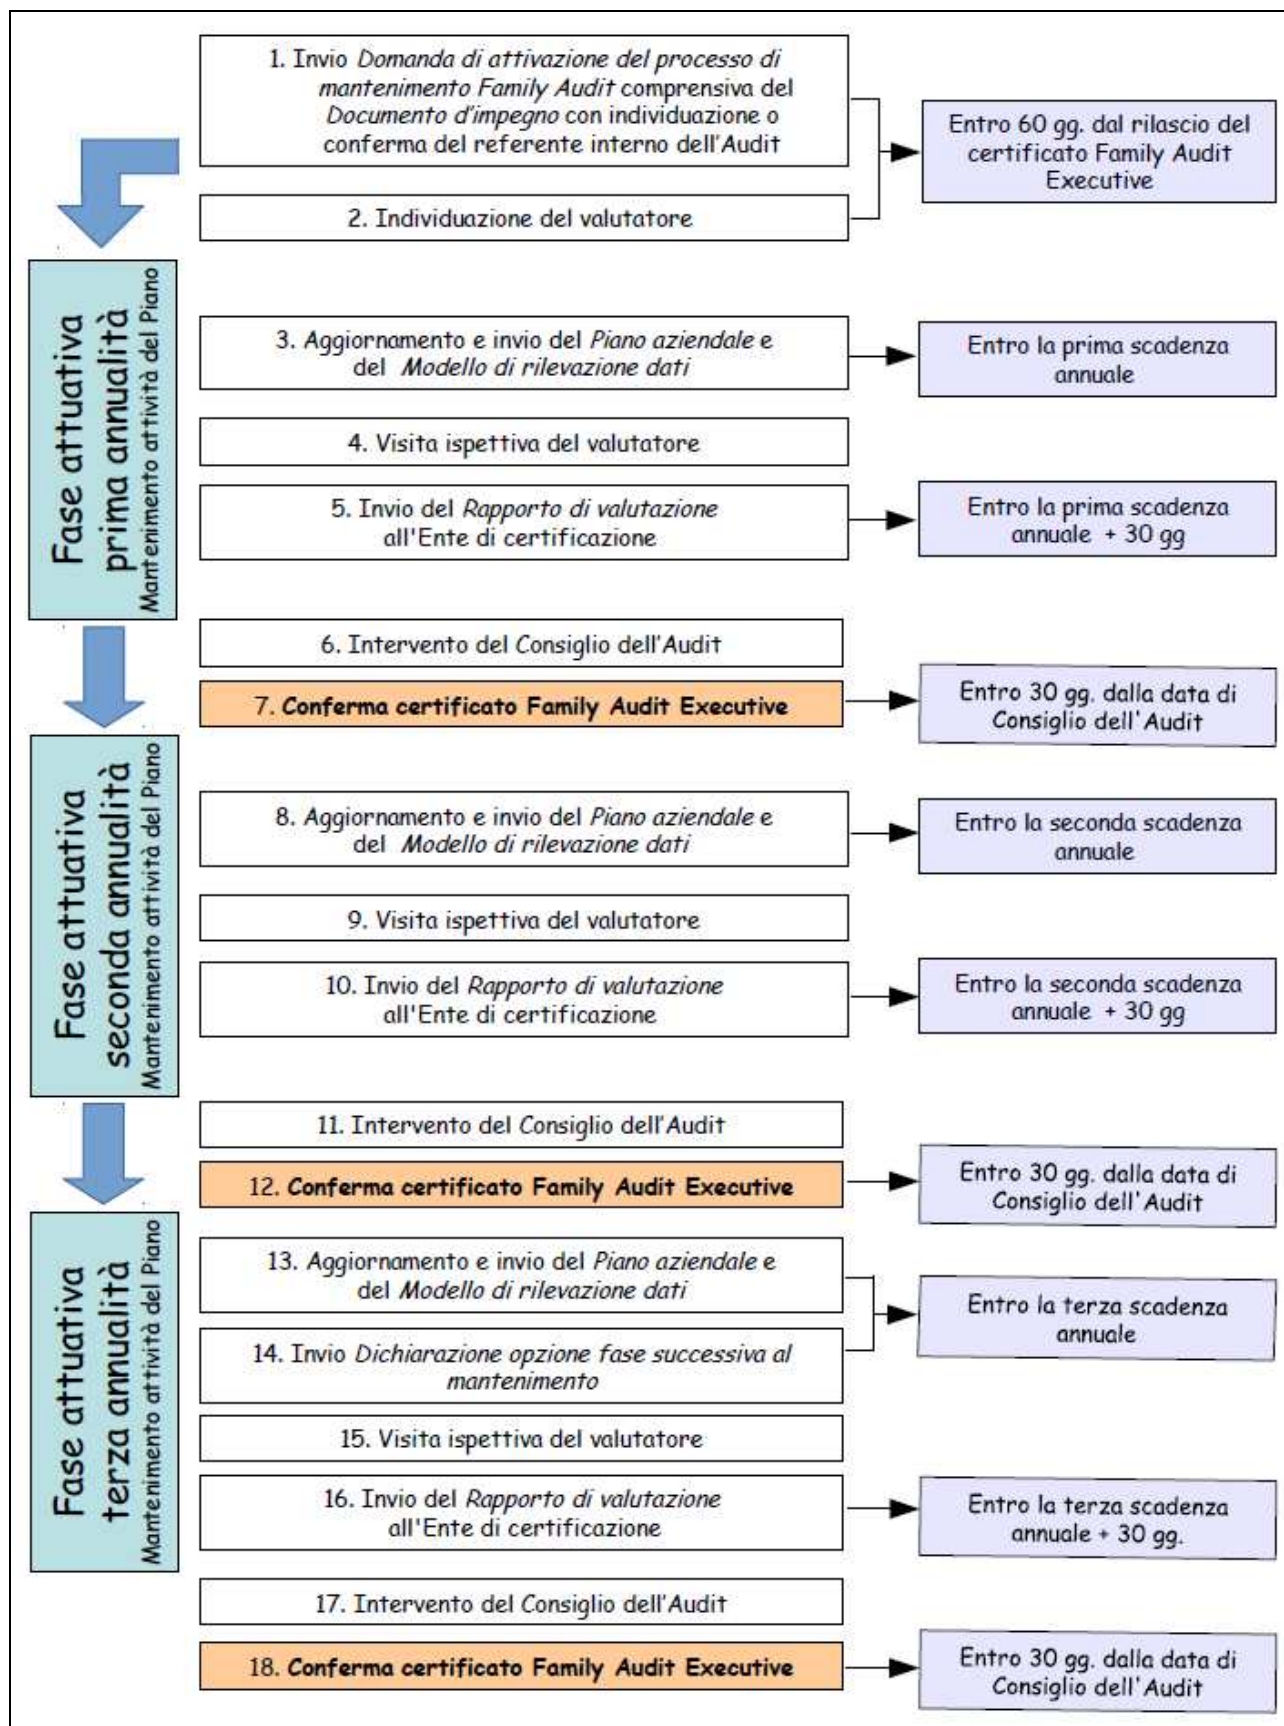 1. Invio Domanda di attivazione del processo di
mantenimento Family Audit comprensiva del
Documento d'impegno con individuazione o
conferma del referente interno dell'Audit
Entro 60 gg. dal rilascio del
certificato Family Audit
Executive
2. Individuazione del valutatore
Fase attuativa
prima annualità
Mantenimento attività del Piano
3. Aggiornamento e invio del Piano aziendale e
del Modello di rilevazione dati
Entro la prima scadenza
annuale
4. Visita ispettiva del valutatore
5. Invio del Rapporto di valutazione
all'Ente di certificazione
Entro la prima scadenza
annuale + 30 gg
6. Intervento del Consiglio dell'Audit
7. Conferma certificato Family Audit Executive
Entro 30 gg. dalla data di
Consiglio dell'Audit
Fase attuativa
seconda annualità
Mantenimento attività del Piano
8. Aggiornamento e invio del Piano aziendale e
del Modello di rilevazione dati
Entro la seconda scadenza
annuale
9. Visita ispettiva del valutatore
10. Invio del Rapporto di valutazione
all'Ente di certificazione
Entro la seconda scadenza
annuale + 30 gg
11. Intervento del Consiglio dell'Audit
12. Conferma certificato Family Audit Executive
Entro 30 gg. dalla data di
Consiglio dell'Audit
Fase attuativa
terza annualità
Mantenimento attività del Piano
13. Aggiornamento e invio del Piano aziendale e
del Modello di rilevazione dati
14. Invio Dichiarazione opzione fase successiva al
mantenimento
Entro la terza scadenza
annuale
15. Visita ispettiva del valutatore
16. Invio del Rapporto di valutazione
all'Ente di certificazione
Entro la terza scadenza
annuale + 30 gg.
17. Intervento del Consiglio dell'Audit
18. Conferma certificato Family Audit Executive
Entro 30 gg. dalla data di
Consiglio dell'Audit